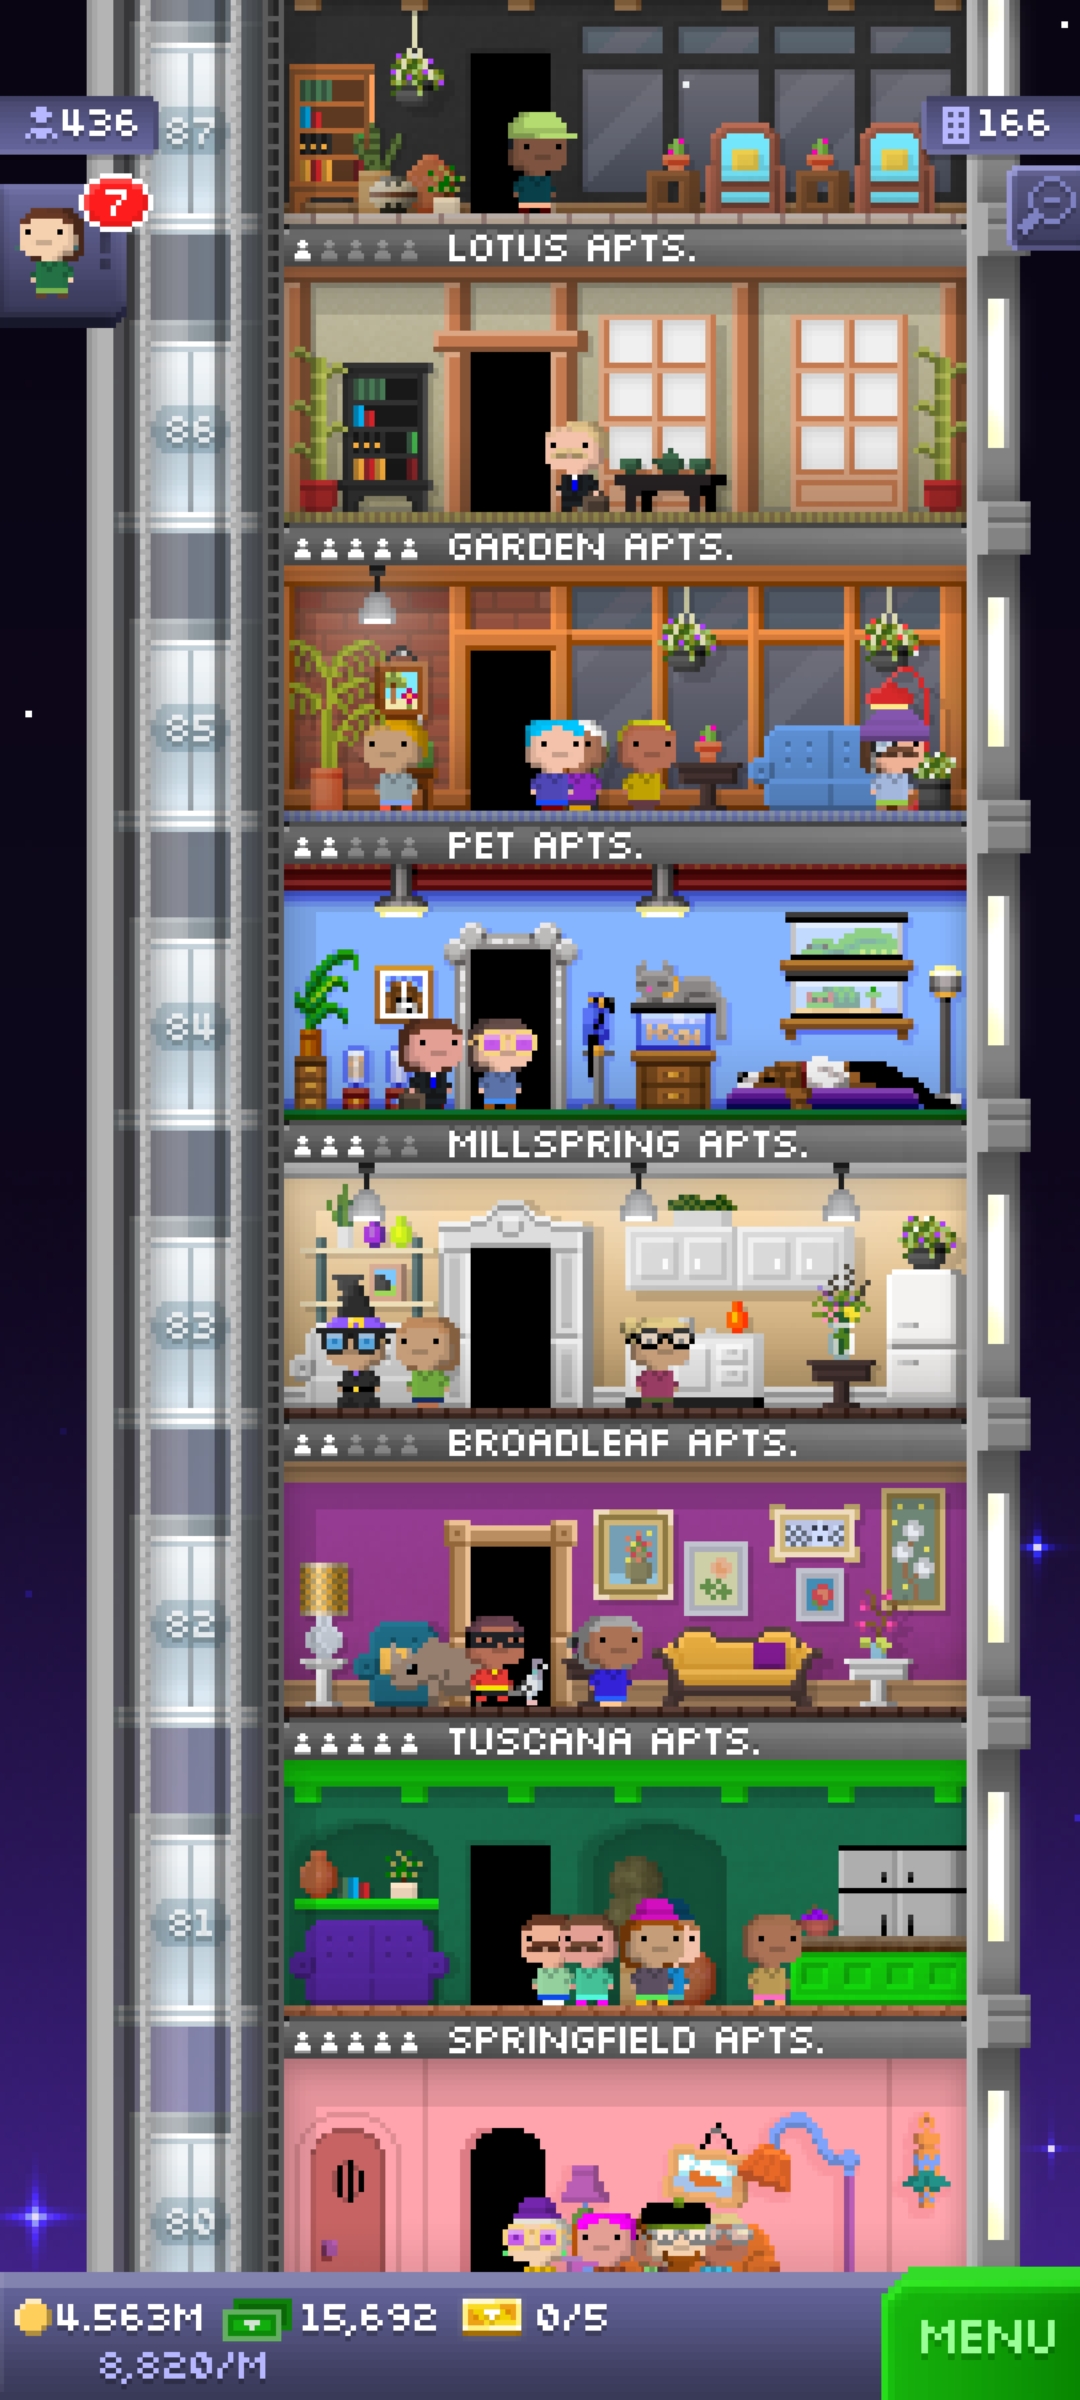 436
87
166
7
LOTUS APTS.
86
GARDEN APTS.
85
PET APTS.
84
MILLSPRING APTS.
83
BROADLEAF APTS.
82
TUSCANA APTS.
81
SPRINGFIELD APTS.
80
4.563M 15,692 0/5
8,820/M
MENU